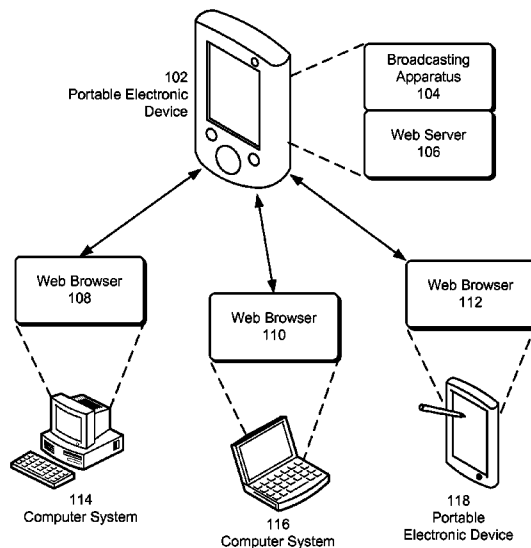 102
Portable Electronic
Device
Broadcasting
Apparatus
104
Web Server
106
Web Browser
108
Web Browser
110
Web Browser
112
114
Computer System
116
Computer System
118
Portable
Electronic Device